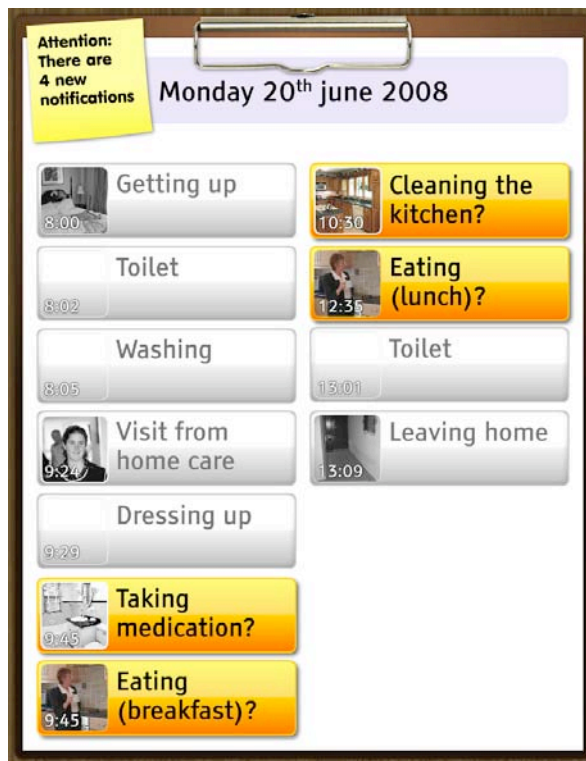 Attention:
There are
4 new
notifications
Monday 20th june 2008
Getting up
8:00
Toilet
8:02
Washing
8:05
Visit from
home care
9:24
Dressing up
9:29
Taking
medication?
9:45
Eating
(breakfast)?
9:45
Cleaning the
kitchen?
10:30
Eating
(lunch)?
12:35
Toilet
13:01
Leaving home
13:09